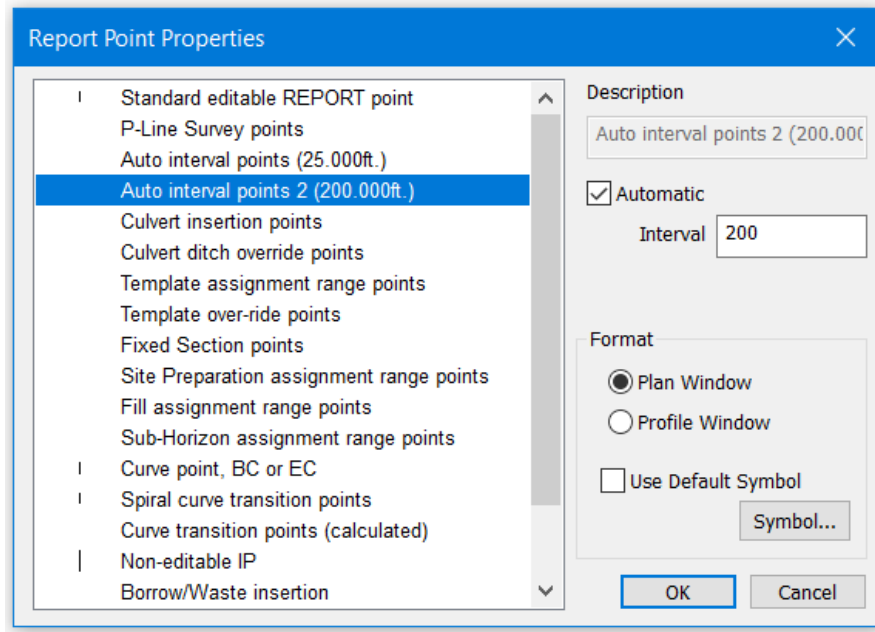 Report Point Properties
Standard editable REPORT point
P-Line Survey points
Auto interval points (25.000ft.)
Auto interval points 2 (200.000ft.)
Culvert insertion points
Culvert ditch override points
Template assignment range points
Template over-ride points
Fixed Section points
Site Preparation assignment range points
Fill assignment range points
Sub-Horizon assignment range points
Curve point, BC or EC
Spiral curve transition points
Curve transition points (calculated)
Non-editable IP
Borrow/Waste insertion
Description
Auto interval points 2 (200.00(
Automatic
Interval 200
Format
Plan Window
Profile Window
Use Default Symbol
Symbol...
OK Cancel